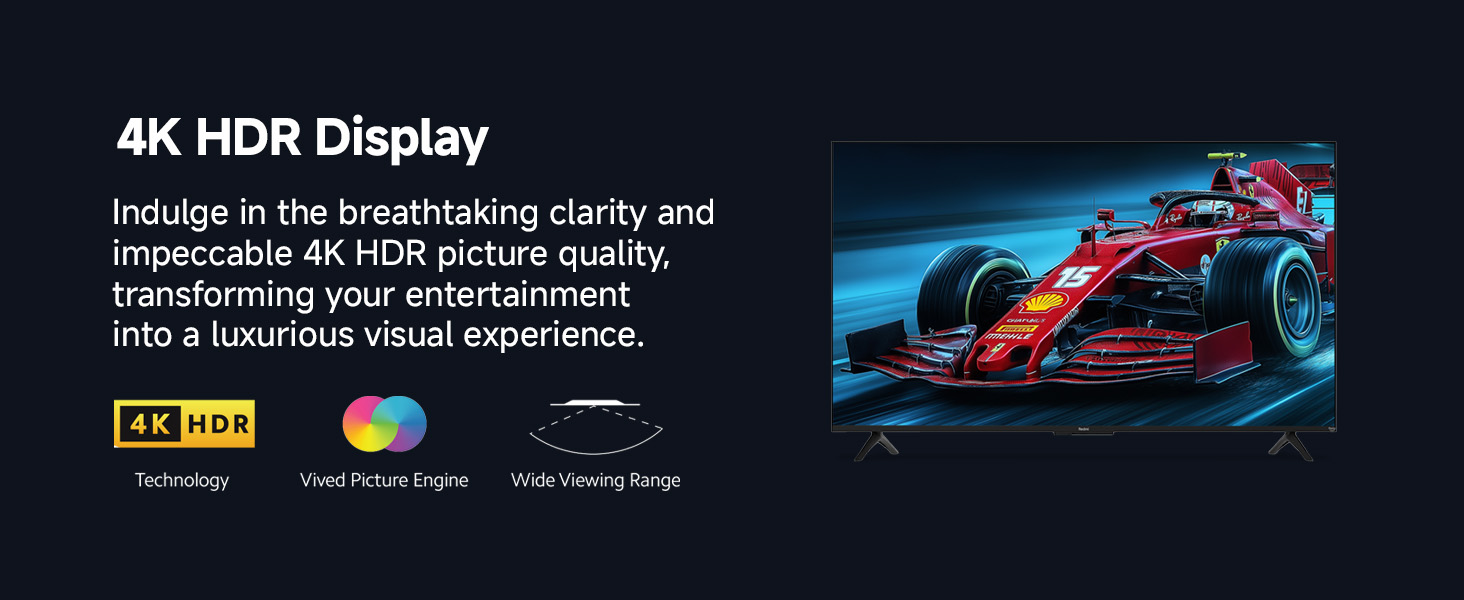 4K HDR Display
Indulge in the breathtaking clarity and
impeccable 4K HDR picture quality,
transforming your entertainment
into a luxurious visual experience.
4K HDR
Technology
Vived Picture Engine
Wide Viewing Range
15
Redmi